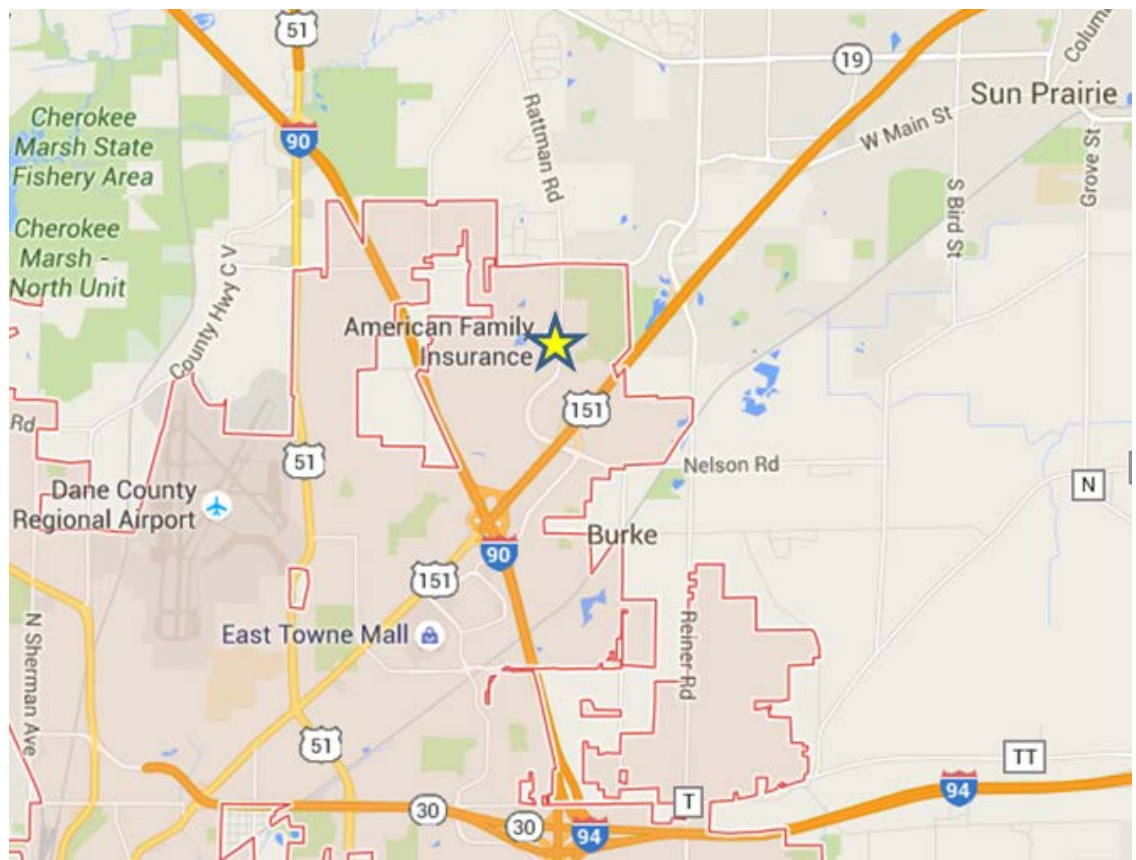 51
19
Columb
Sun Prairie
Cherokee
Marsh State
Fishery Area
90
Rattman Rd
W Main St
Grove St
S Bird St
Cherokee
Marsh -
North Unit
County Hwy C V
American Family
Insurance
151
Rd
51
Nelson Rd
N
Dane County
Regional Airport
Burke
90
151
East Towne Mall
N Sherman Ave
Reiner Rd
51
TT
94
T
30
30
94